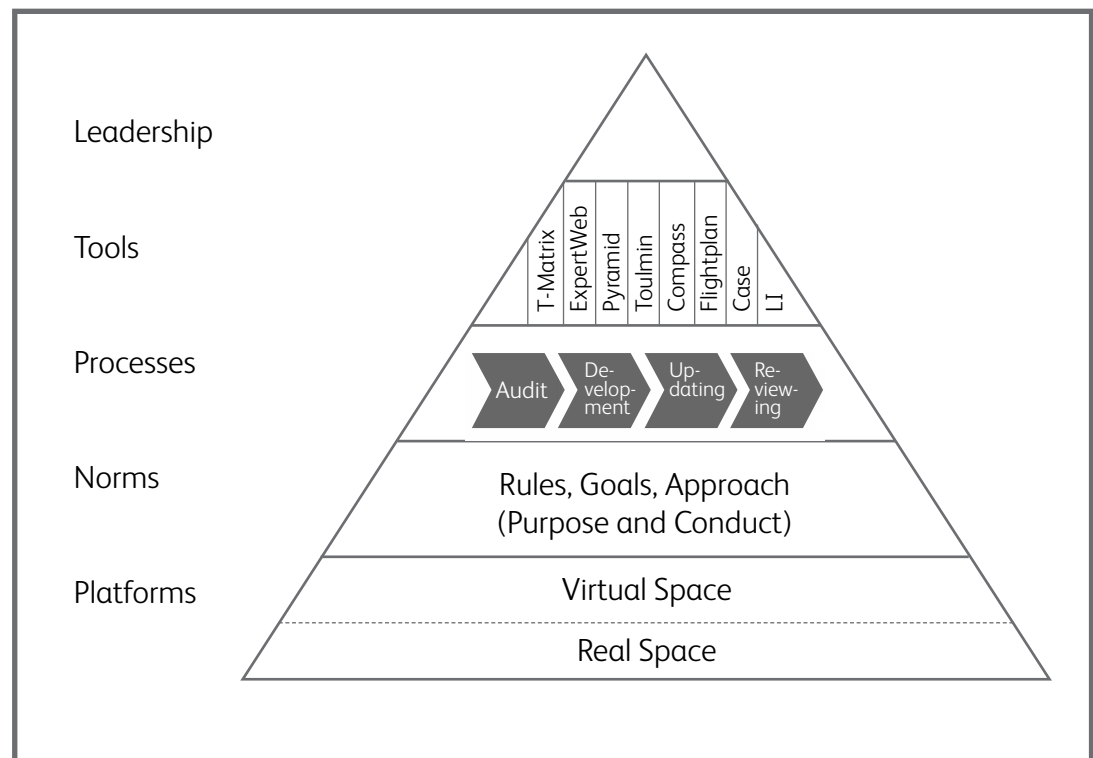 Leadership
Tools
T-Matrix
ExpertWeb
Pyramid
Toulmin
Compass
Flightplan
Case
LI
Processes
Audit
De-
velop-
ment
Up-
dating
Re-
view-
ing
Norms
Rules, Goals, Approach
(Purpose and Conduct)
Platforms
Virtual Space
Real Space